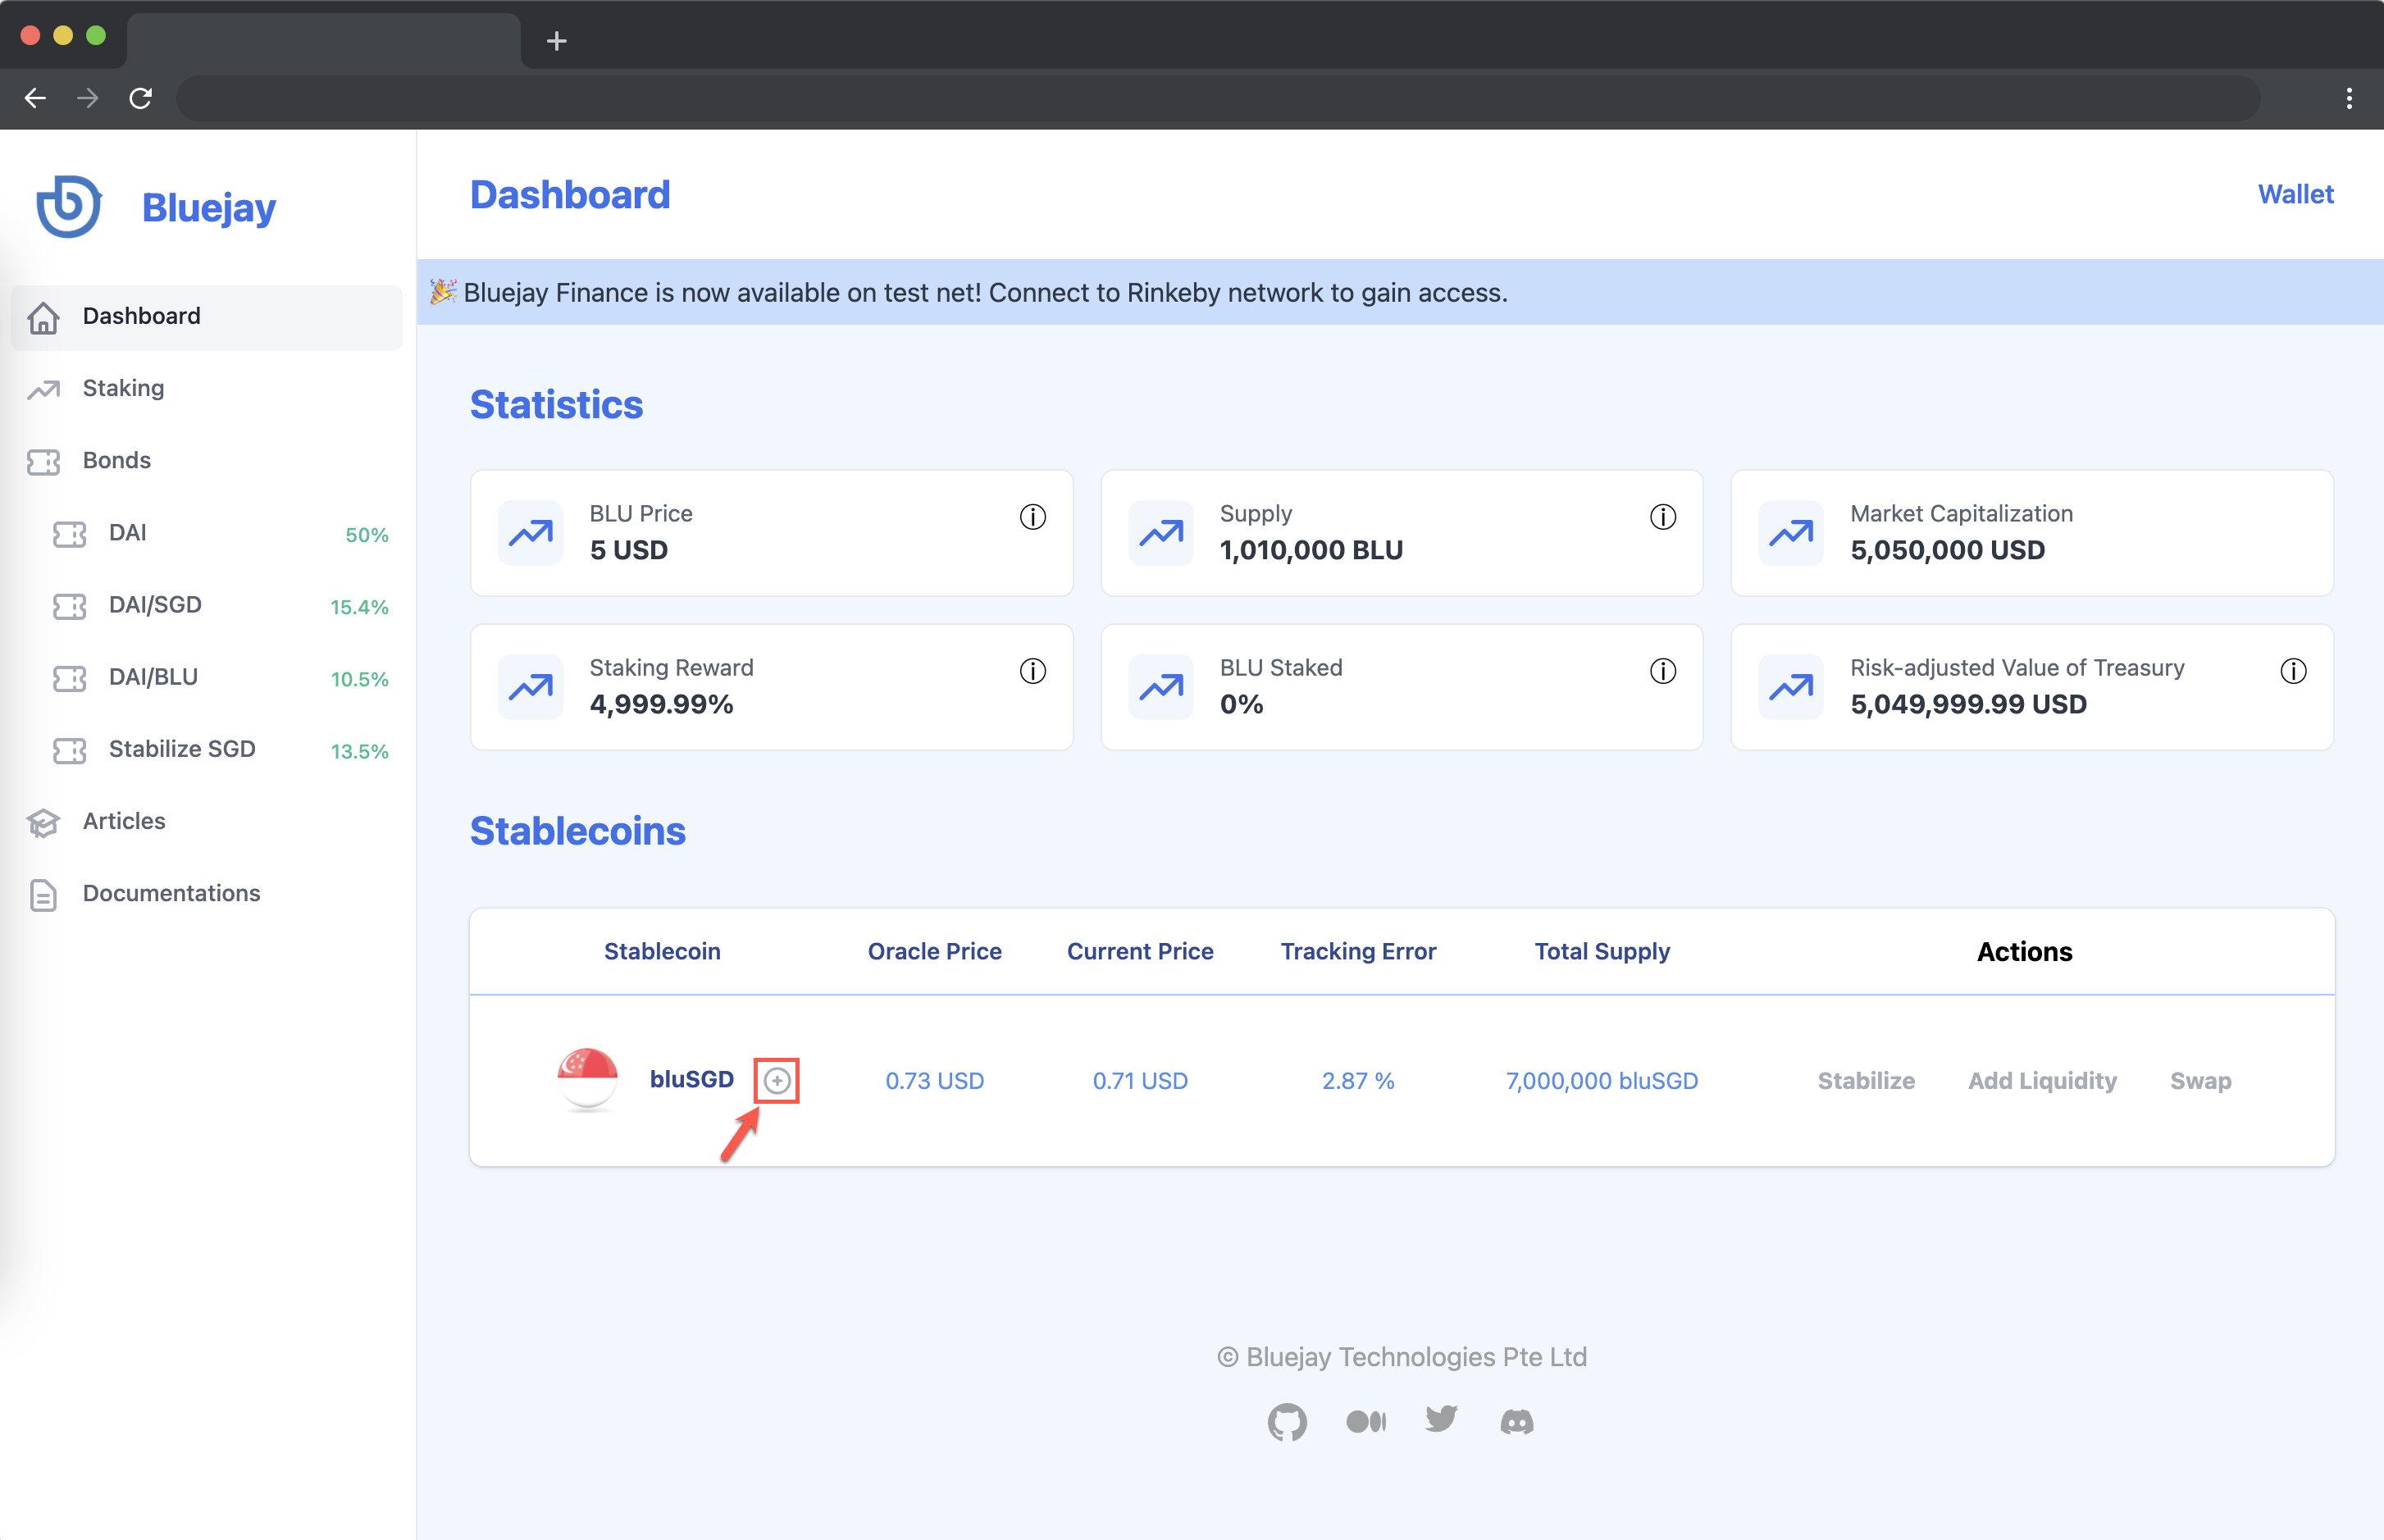 Bluejay
Dashboard
Wallet
🎉 Bluejay Finance is now available on test net! Connect to Rinkeby network to gain access.
Dashboard
Staking
Bonds
DAI 50%
DAI/SGD 15.4%
DAI/BLU 10.5%
Stabilize SGD 13.5%
Articles
Documentations
Statistics
BLU Price
5 USD
Supply
1,010,000 BLU
Market Capitalization
5,050,000 USD
Staking Reward
4,999.99%
BLU Staked
0%
Risk-adjusted Value of Treasury
5,049,999.99 USD
Stablecoins
Stablecoin Oracle Price Current Price Tracking Error Total Supply Actions
bluSGD 0.73 USD 0.71 USD 2.87 % 7,000,000 bluSGD Stabilize Add Liquidity Swap
© Bluejay Technologies Pte Ltd